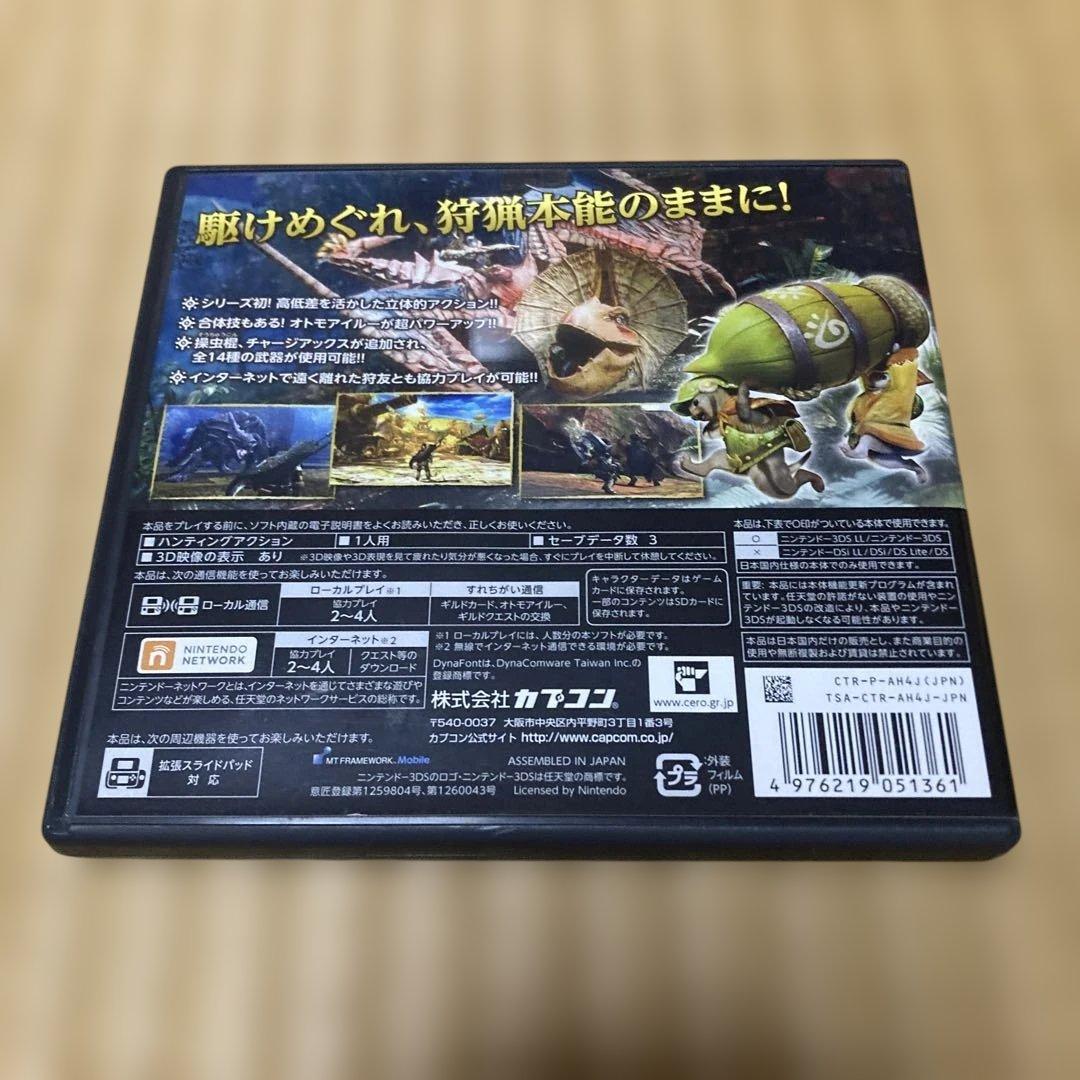 駆けめぐれ、狩猟本能のままに!
シリーズ初! 高低差を活かした立体的アクション!!
合体技もある! オトモアイルーが超パワーアップ!!
そうちゅうこん
操虫棍、チャージアックスが追加され、
全14種の武器が使用可能!!
インターネットで遠く離れた狩友とも協力プレイが可能!!
本品をプレイする前に、ソフト内蔵の電子説明書をよくお読みいただき、正しくお使いください。
■ハンティングアクション ■1人用 ■セーブデータ数 3
■3D映像の表示 あり ※3D映像や3D表現を見て疲れたり気分が悪くなった場合、すぐにプレイを中断して休憩してください。
本品は、次の通信機能を使ってお楽しみいただけます。
ローカル通信
ローカルプレイ※1
協力プレイ
2〜4人
すれちがい通信
ギルドカード、オトモアイルー、
ギルドクエストの交換
キャラクターデータはゲーム
カードに保存されます。
一部のコンテンツはSDカードに
保存されます。
NINTENDO
NETWORK
インターネット※2
協力プレイ
2〜4人
クエスト等の
ダウンロード
※1 ローカルプレイには、人数分の本ソフトが必要です。
※2 無線でインターネット通信できる環境が必要です。
ニンテンドーネットワークとは、インターネットを通じてさまざまな遊びや
コンテンツなどが楽しめる、任天堂のネットワークサービスの総称です。
DynaFontは、DynaComware Taiwan Inc.の
登録商標です。
株式会社カプコン®
〒540-0037 大阪市中央区内平野町3丁目1番3号
カプコン公式サイト http://www.capcom.co.jp/
www.cero.gr.jp
本品は、次の周辺機器を使ってお楽しみいただけます。
拡張スライドパッド
対応
MT FRAMEWORK Mobile
ASSEMBLED IN JAPAN
ニンテンドー3DSのロゴ・ニンテンドー3DSは任天堂の商標です。
意匠登録第1259804号、第1260043号 Licensed by Nintendo
プラ
:外装
フィルム
(PP)
本品は、下表で○印がついている本体で使用できます。
○ ニンテンドー3DS LL/ニンテンドー3DS
× ニンテンドーDSi LL/DSi/DS Lite/DS
日本国内仕様の本体でのみ使用できます。
重要: 本品には本体機能更新プログラムが含まれ
ています。任天堂の許諾がない装置の使用やニン
テンドー3DSの改造により、本品やニンテンドー
3DSが起動しなくなる可能性があります。
本品は日本国内だけの販売とし、また商業目的の
使用や無断複製および賃貸は禁止されています。
CTR-P-AH4J(JPN)
TSA-CTR-AH4J-JPN
4 976219 051361